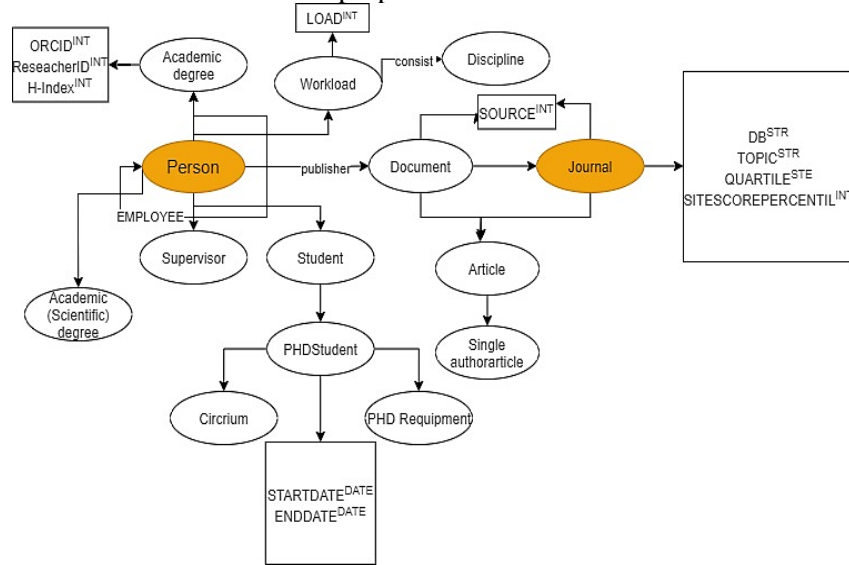 LOAD^INT
ORCID^INT
ReseacherID^INT
H-Index^INT
Academic
degree
Workload
consist
Discipline
SOURCE^INT
Person
publisher
Document
Journal
DB^STR
TOPIC^STR
QUARTILE^STE
SITESCOREPERCENTIL^INT
EMPLOYEE
Supervisor
Student
Article
Academic
(Scientific)
degree
PHDStudent
Single
authorarticle
Circrium
PHD Requipment
STARTDATE^DATE
ENDDATE^DATE